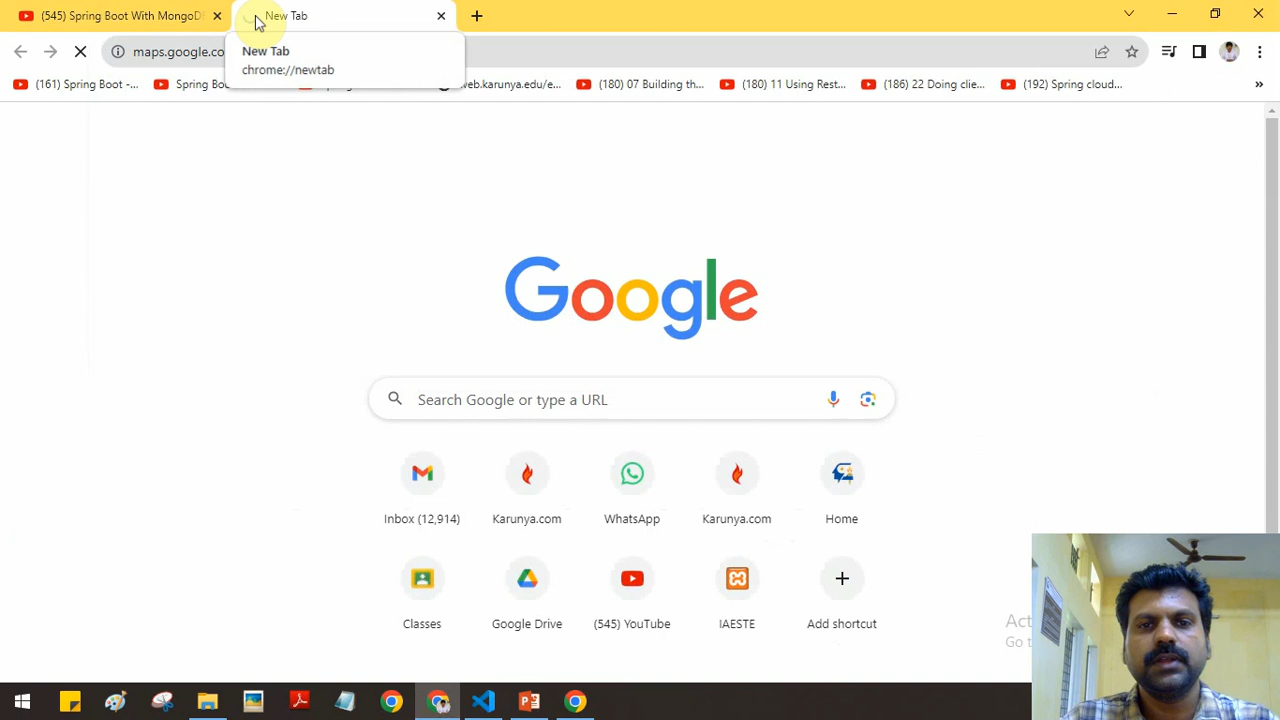 (545) Spring Boot With MongoDB
New Tab
maps.google.co
New Tab
chrome://newtab
(161) Spring Boot -...
Spring Bo
web.karunya.edu/e...
(180) 07 Building th...
(180) 11 Using Rest...
(186) 22 Doing clie...
(192) Spring cloud...
»
Google
Search Google or type a URL
Inbox (12,914)
Karunya.com
WhatsApp
Karunya.com
Home
Classes
Google Drive
(545) YouTube
IAESTE
Add shortcut
Act
Go t